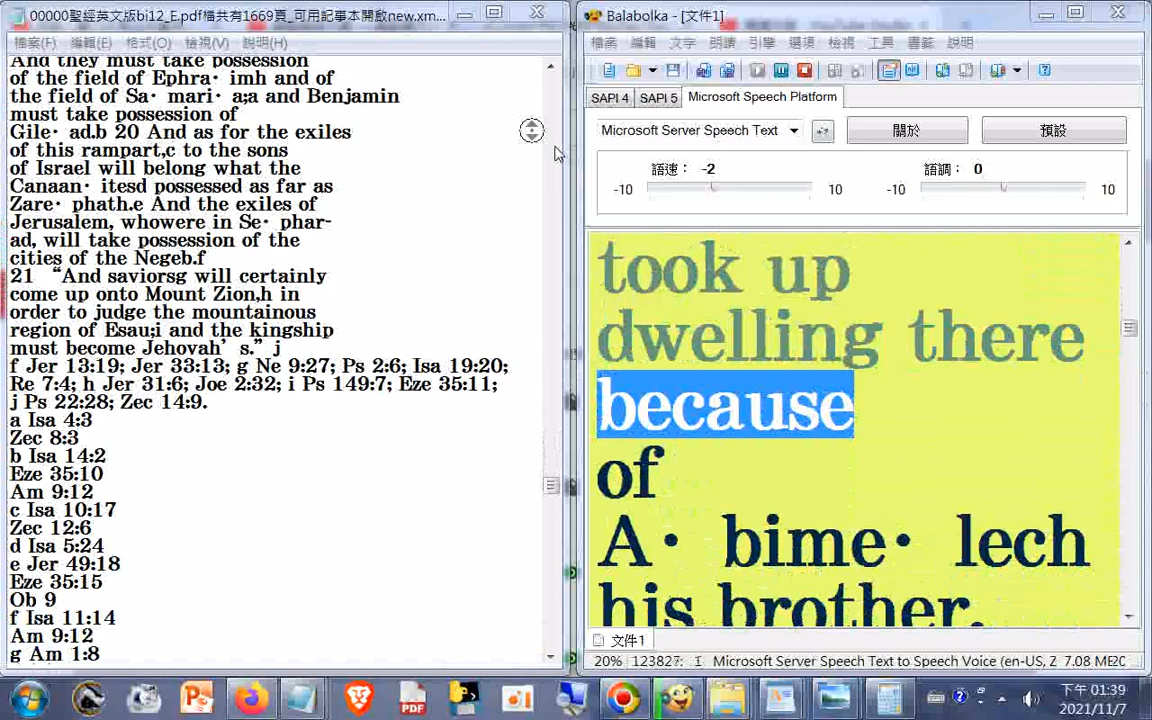 00000聖經英文版bi12_E.pdf檔共有1669頁_可用記事本開啟new.xm...
檔案(F) 編輯(E) 格式(O) 檢視(V) 說明(H)
And they must take possession
of the field of Ephra· imh and of
the field of Sa· mari· a;a and Benjamin
must take possession of
Gile· ad.b 20 And as for the exiles
of this rampart,c to the sons
of Israel will belong what the
Canaan· itesd possessed as far as
Zare· phath.e And the exiles of
Jerusalem, whowere in Se· phar-
ad, will take possession of the
cities of the Negeb.f
21 “And saviorsg will certainly
come up onto Mount Zion,h in
order to judge the mountainous
region of Esau;i and the kingship
must become Jehovah’ s.” j
f Jer 13:19; Jer 33:13; g Ne 9:27; Ps 2:6; Isa 19:20;
Re 7:4; h Jer 31:6; Joe 2:32; i Ps 149:7; Eze 35:11;
j Ps 22:28; Zec 14:9.
a Isa 4:3
Zec 8:3
b Isa 14:2
Eze 35:10
Am 9:12
c Isa 10:17
Zec 12:6
d Isa 5:24
e Jer 49:18
Eze 35:15
Ob 9
f Isa 11:14
Am 9:12
g Am 1:8
Balabolka - [文件1]
檔案 編輯 文字 朗讀 引擎 選項 檢視 工具 書籤 說明
SAPI 4 SAPI 5 Microsoft Speech Platform
Microsoft Server Speech Text 關於 預設
語速: -2 語調: 0
-10 10 -10 10
took up
dwelling there
because
of
A· bime· lech
his brother.
文件1
20% 123827: 1 Microsoft Server Speech Text to Speech Voice (en-US, Z 7.08 ME
PDF
下午 01:39
2021/11/7